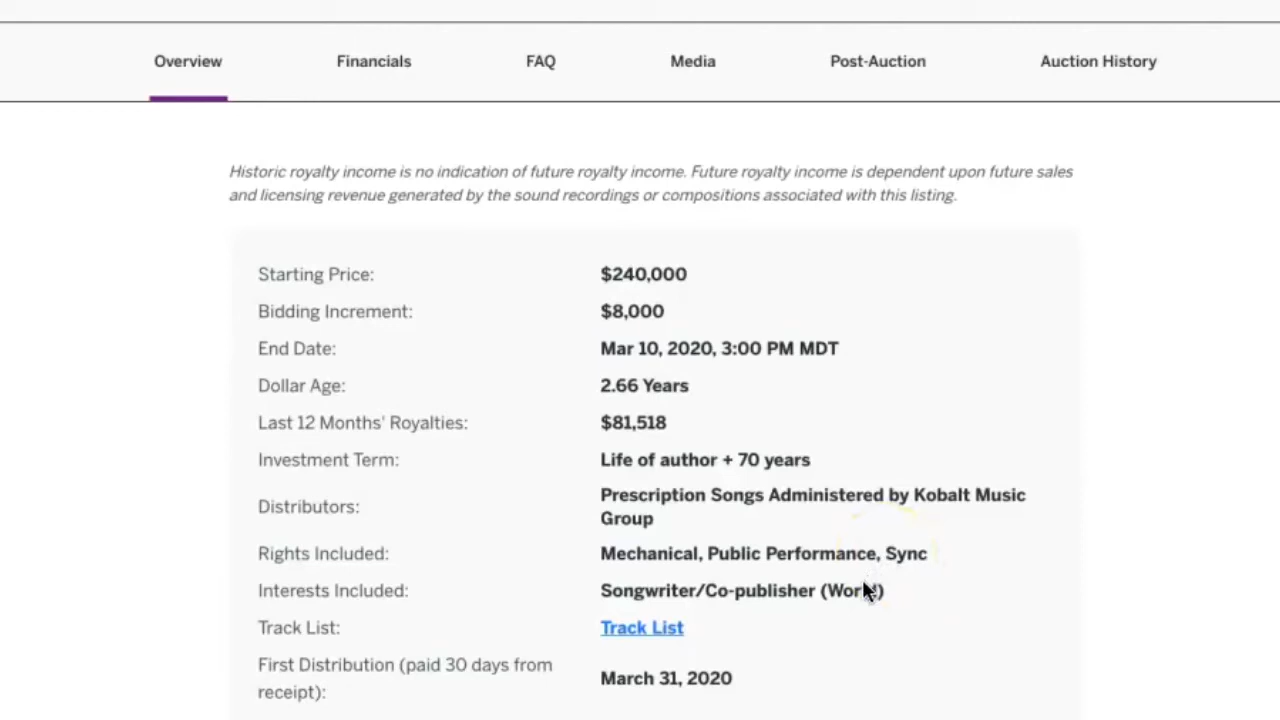 Overview Financials FAQ Media Post-Auction Auction History
Historic royalty income is no indication of future royalty income. Future royalty income is dependent upon future sales
and licensing revenue generated by the sound recordings or compositions associated with this listing.
Starting Price: $240,000
Bidding Increment: $8,000
End Date: Mar 10, 2020, 3:00 PM MDT
Dollar Age: 2.66 Years
Last 12 Months' Royalties: $81,518
Investment Term: Life of author + 70 years
Distributors: Prescription Songs Administered by Kobalt Music
Group
Rights Included: Mechanical, Public Performance, Sync
Interests Included: Songwriter/Co-publisher (World)
Track List: Track List
First Distribution (paid 30 days from
receipt): March 31, 2020